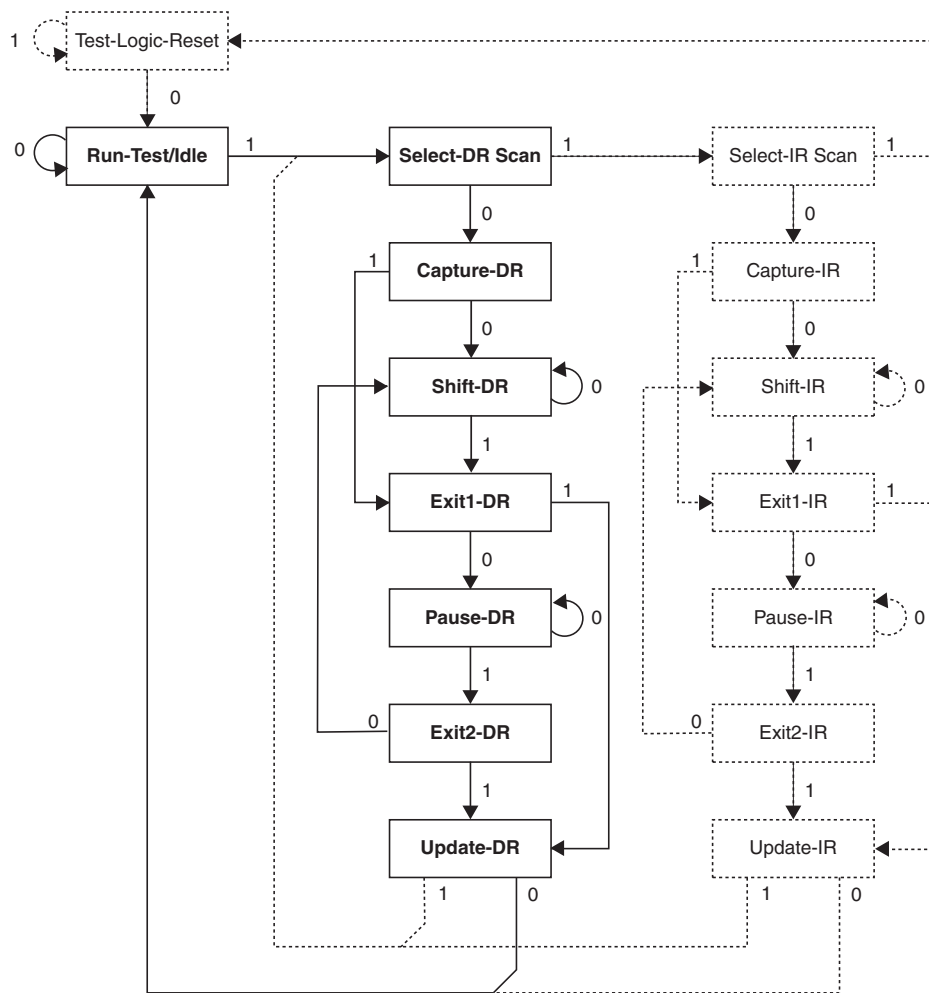 1
Test-Logic-Reset
0
0
Run-Test/Idle
1
Select-DR Scan
1
Select-IR Scan
1
0
0
1
Capture-DR
1
Capture-IR
0
0
Shift-DR
0
Shift-IR
0
1
1
Exit1-DR
1
Exit1-IR
1
0
0
Pause-DR
0
Pause-IR
0
1
1
0
Exit2-DR
0
Exit2-IR
1
1
Update-DR
Update-IR
1
0
1
0